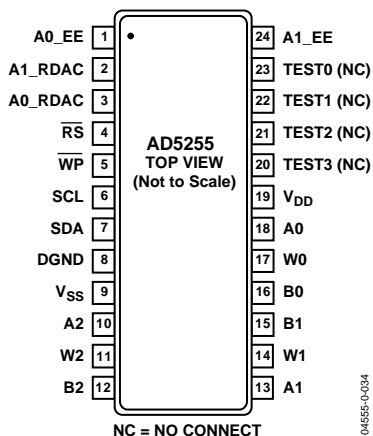 A0_EE 1
A1_RDAC 2
A0_RDAC 3
RS 4
WP 5
SCL 6
SDA 7
DGND 8
VSS 9
A2 10
W2 11
B2 12
AD5255
TOP VIEW
(Not to Scale)
24 A1_EE
23 TEST0 (NC)
22 TEST1 (NC)
21 TEST2 (NC)
20 TEST3 (NC)
19 VDD
18 A0
17 W0
16 B0
15 B1
14 W1
13 A1
NC = NO CONNECT
04555-0-034